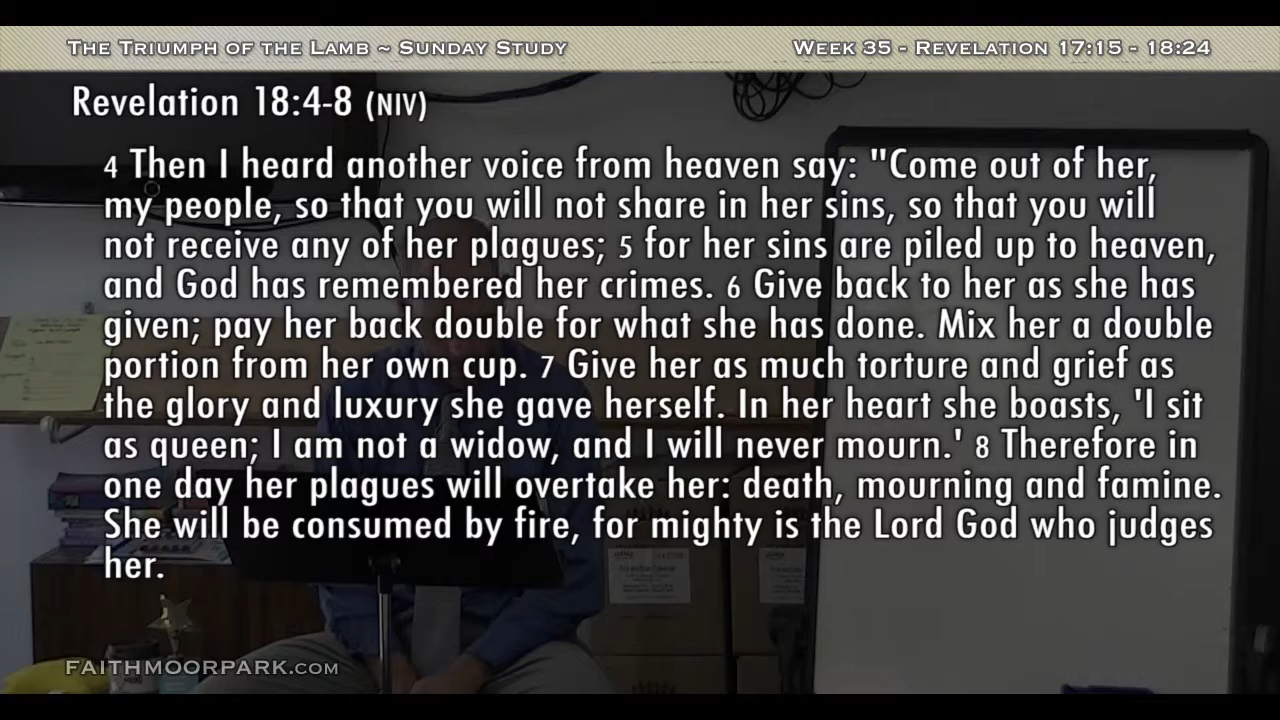 The Triumph of the Lamb ~ Sunday Study
Week 35 - Revelation 17:15 - 18:24
Revelation 18:4-8 (NIV)
4 Then I heard another voice from heaven say: "Come out of her,
my people, so that you will not share in her sins, so that you will
not receive any of her plagues; 5 for her sins are piled up to heaven,
and God has remembered her crimes. 6 Give back to her as she has
given; pay her back double for what she has done. Mix her a double
portion from her own cup. 7 Give her as much torture and grief as
the glory and luxury she gave herself. In her heart she boasts, 'I sit
as queen; I am not a widow, and I will never mourn.' 8 Therefore in
one day her plagues will overtake her: death, mourning and famine.
She will be consumed by fire, for mighty is the Lord God who judges
her.
FAITHMOORPARK.COM